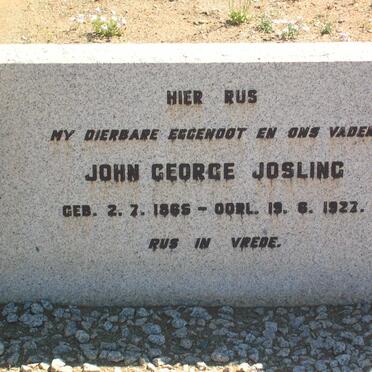 HIER RUS
MY DIERBARE EGGENOOT EN ONS VADER
JOHN GEORGE JOSLING
GEB. 2. 7. 1865 - OORL. 19. 6. 1927.
RUS IN VREDE.